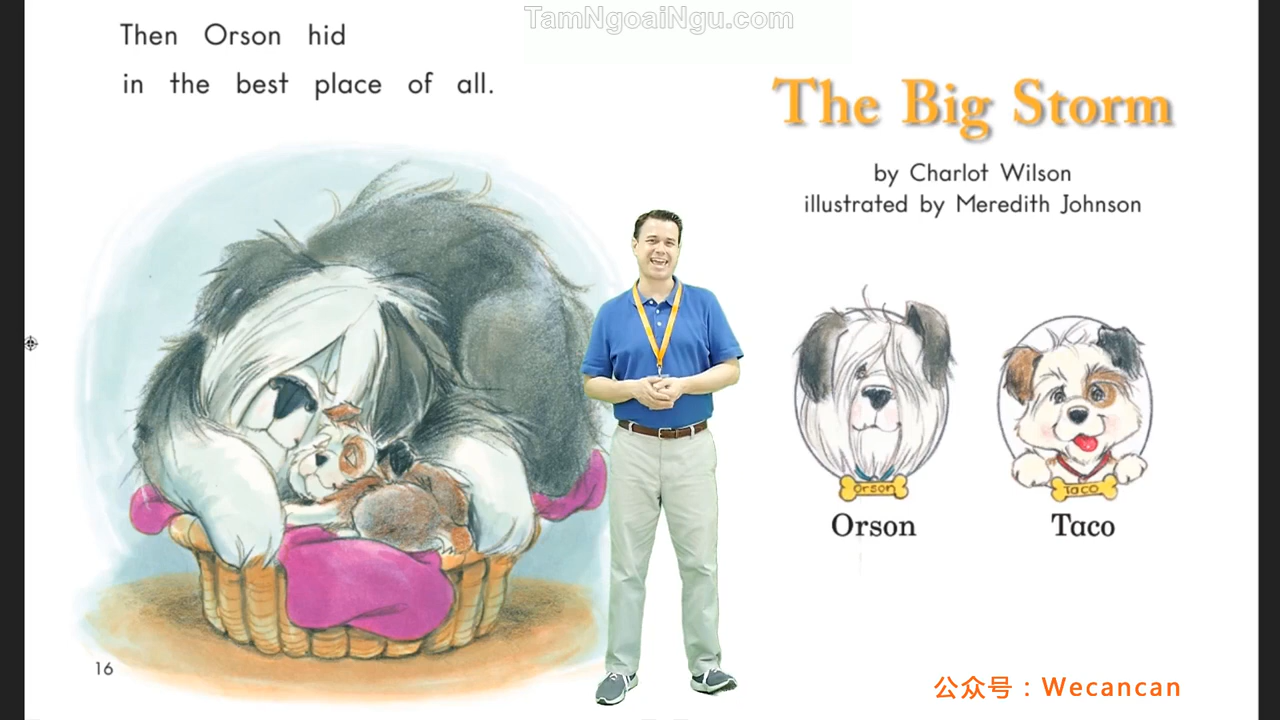 TamNgoaiNgu.com
Then Orson hid
in the best place of all.
16
The Big Storm
by Charlot Wilson
illustrated by Meredith Johnson
Orson
Taco
Orson
Taco
公众号：Wecancan